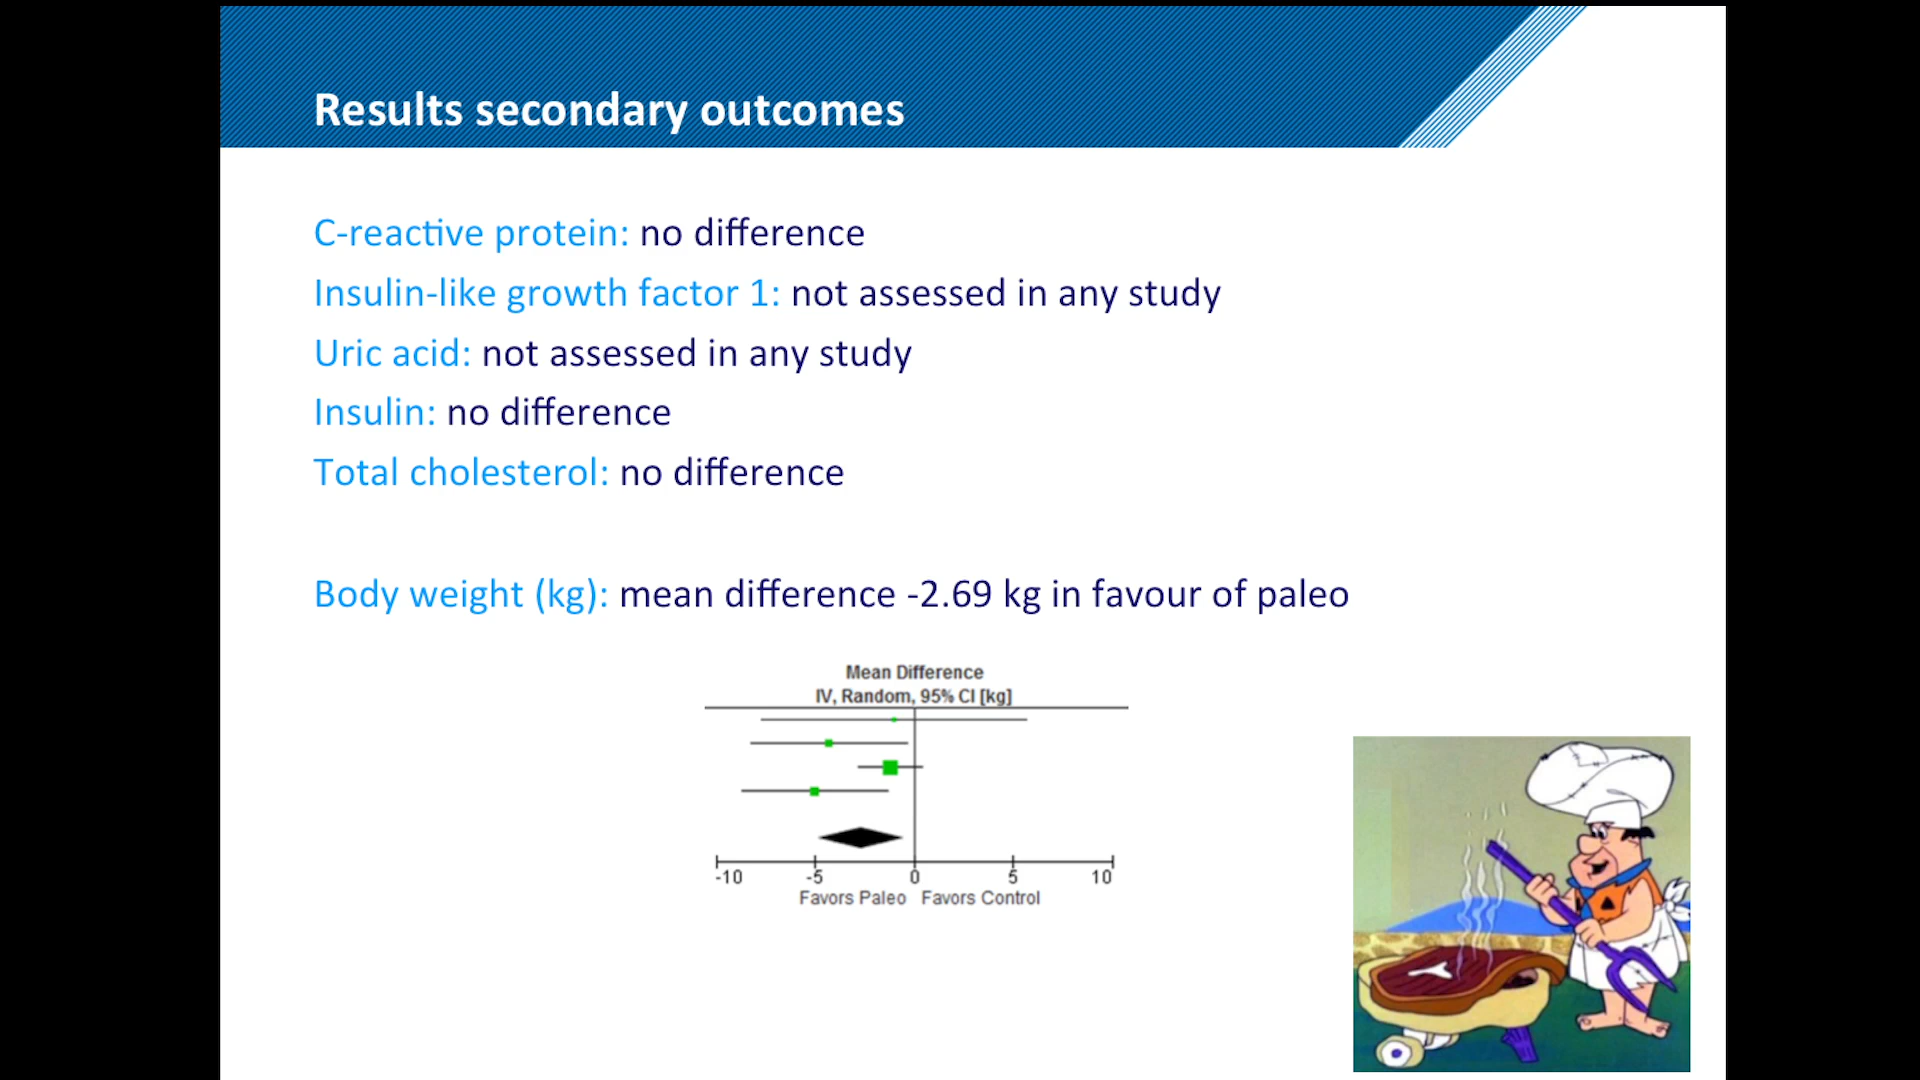 Results secondary outcomes
C-reactive protein: no difference
Insulin-like growth factor 1: not assessed in any study
Uric acid: not assessed in any study
Insulin: no difference
Total cholesterol: no difference
Body weight (kg): mean difference -2.69 kg in favour of paleo
Mean Difference
IV, Random, 95% CI [kg]
-10 -5 0 5 10
Favors Paleo Favors Control